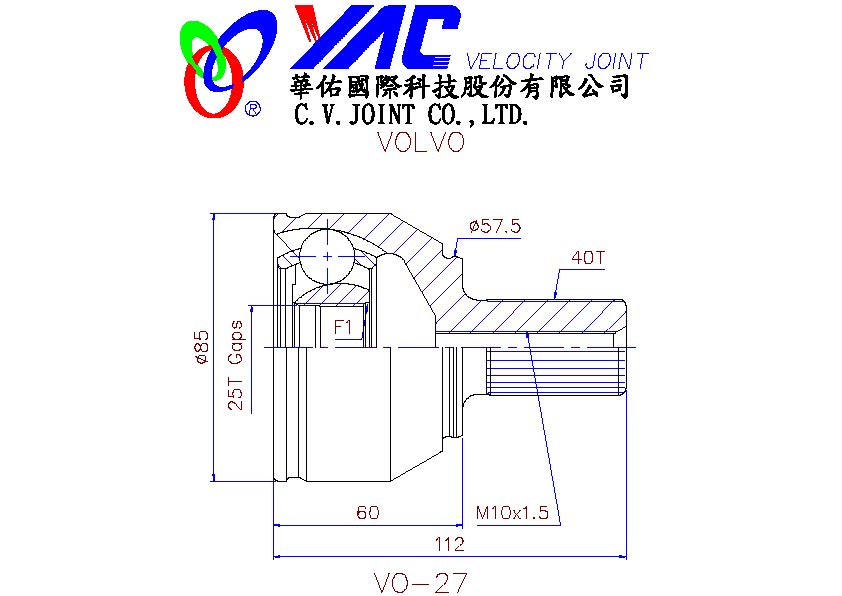 YAC VELOCITY JOINT
®
華佑國際科技股份有限公司
C.V.JOINT CO.,LTD.
VOLVO
ø57.5
40T
F1
ø85
25T Gaps
60
M10x1.5
112
VO-27